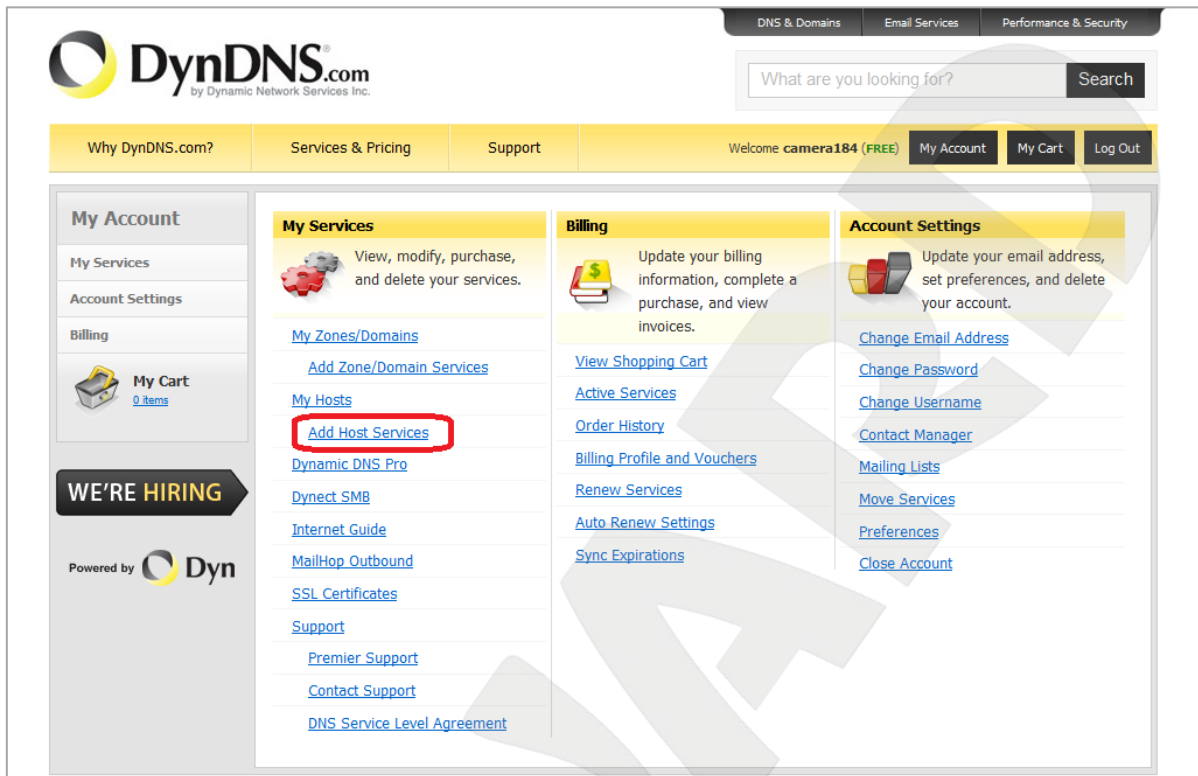 DNS & Domains
Email Services
Performance & Security
DynDNS.com
by Dynamic Network Services Inc.
What are you looking for?
Search
Why DynDNS.com?
Services & Pricing
Support
Welcome camera184 (FREE)
My Account
My Cart
Log Out
My Account
My Services
Account Settings
Billing
My Cart
0 items
WE'RE HIRING
Powered by Dyn
My Services
View, modify, purchase,
and delete your services.
My Zones/Domains
Add Zone/Domain Services
My Hosts
Add Host Services
Dynamic DNS Pro
Dynect SMB
Internet Guide
MailHop Outbound
SSL Certificates
Support
Premier Support
Contact Support
DNS Service Level Agreement
Billing
Update your billing
information, complete a
purchase, and view
invoices.
View Shopping Cart
Active Services
Order History
Billing Profile and Vouchers
Renew Services
Auto Renew Settings
Sync Expirations
Account Settings
Update your email address,
set preferences, and delete
your account.
Change Email Address
Change Password
Change Username
Contact Manager
Mailing Lists
Move Services
Preferences
Close Account